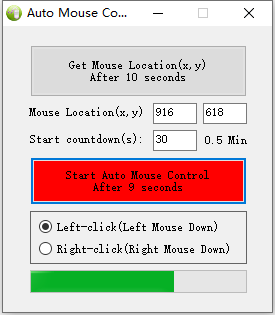 Auto Mouse Co...
Get Mouse Location(x,y)
After 10 seconds
Mouse Location(x,y) 916 618
Start countdown(s): 30 0.5 Min
Start Auto Mouse Control
After 9 seconds
Left-click(Left Mouse Down)
Right-click(Right Mouse Down)